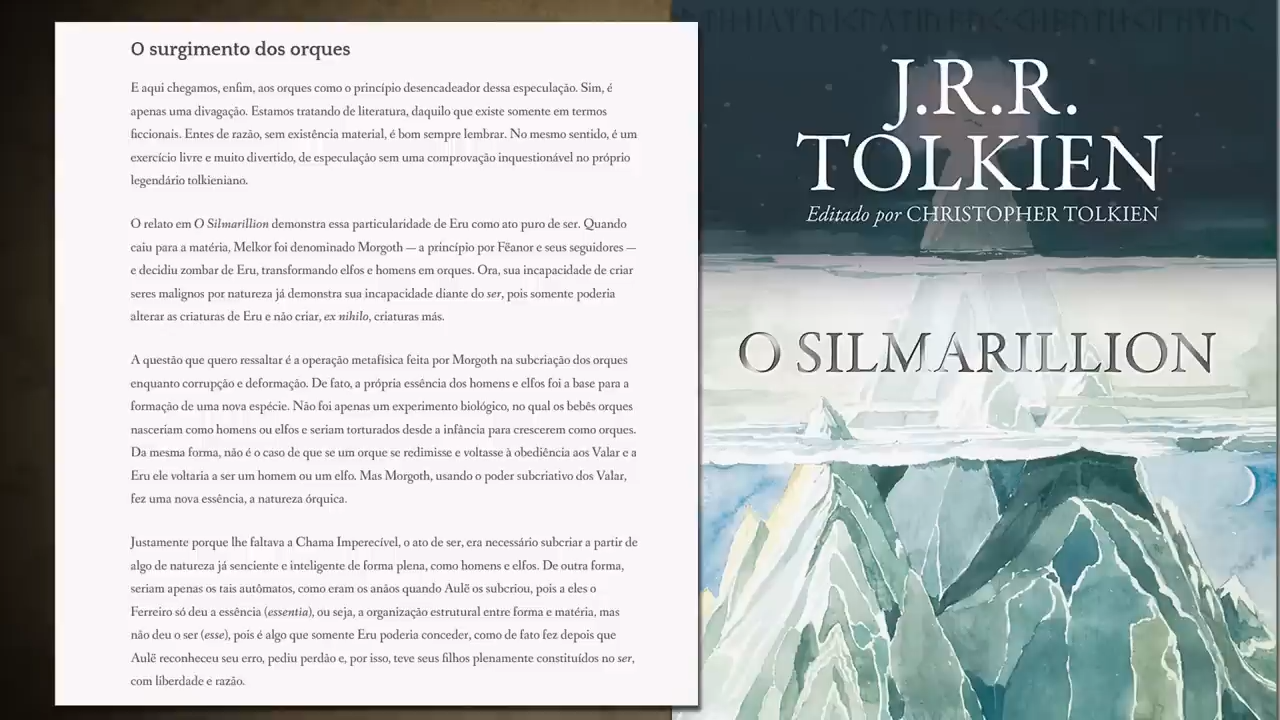 O surgimento dos orques
E aqui chegamos, enfim, aos orques como o princípio desencadeador dessa especulação. Sim, é
apenas uma divagação. Estamos tratando de literatura, daquilo que existe somente em termos
ficcionais. Entes de razão, sem existência material, é bom sempre lembrar. No mesmo sentido, é um
exercício livre e muito divertido, de especulação sem uma comprovação inquestionável no próprio
legendário tolkieniano.
O relato em O Silmarillion demonstra essa particularidade de Eru como ato puro de ser. Quando
caiu para a matéria, Melkor foi denominado Morgoth — a princípio por Fëanor e seus seguidores —
e decidiu zombar de Eru, transformando elfos e homens em orques. Ora, sua incapacidade de criar
seres malignos por natureza já demonstra sua incapacidade diante do ser, pois somente poderia
alterar as criaturas de Eru e não criar, ex nihilo, criaturas más.
A questão que quero ressaltar é a operação metafísica feita por Morgoth na subcriação dos orques
enquanto corrupção e deformação. De fato, a própria essência dos homens e elfos foi a base para a
formação de uma nova espécie. Não foi apenas um experimento biológico, no qual os bebês orques
nasceriam como homens ou elfos e seriam torturados desde a infância para crescerem como orques.
Da mesma forma, não é o caso de que se um orque se redimisse e voltasse à obediência aos Valar e a
Eru ele voltaria a ser um homem ou um elfo. Mas Morgoth, usando o poder subcriativo dos Valar,
fez uma nova essência, a natureza órquica.
Justamente porque lhe faltava a Chama Imperecível, o ato de ser, era necessário subcriar a partir de
algo de natureza já senciente e inteligente de forma plena, como homens e elfos. De outra forma,
seriam apenas os tais autômatos, como eram os anãos quando Aulë os subcriou, pois a eles o
Ferreiro só deu a essência (essentia), ou seja, a organização estrutural entre forma e matéria, mas
não deu o ser (esse), pois é algo que somente Eru poderia conceder, como de fato fez depois que
Aulë reconheceu seu erro, pediu perdão e, por isso, teve seus filhos plenamente constituídos no ser,
com liberdade e razão.
J.R.R.
TOLKIEN
Editado por CHRISTOPHER TOLKIEN
O SILMARILLION